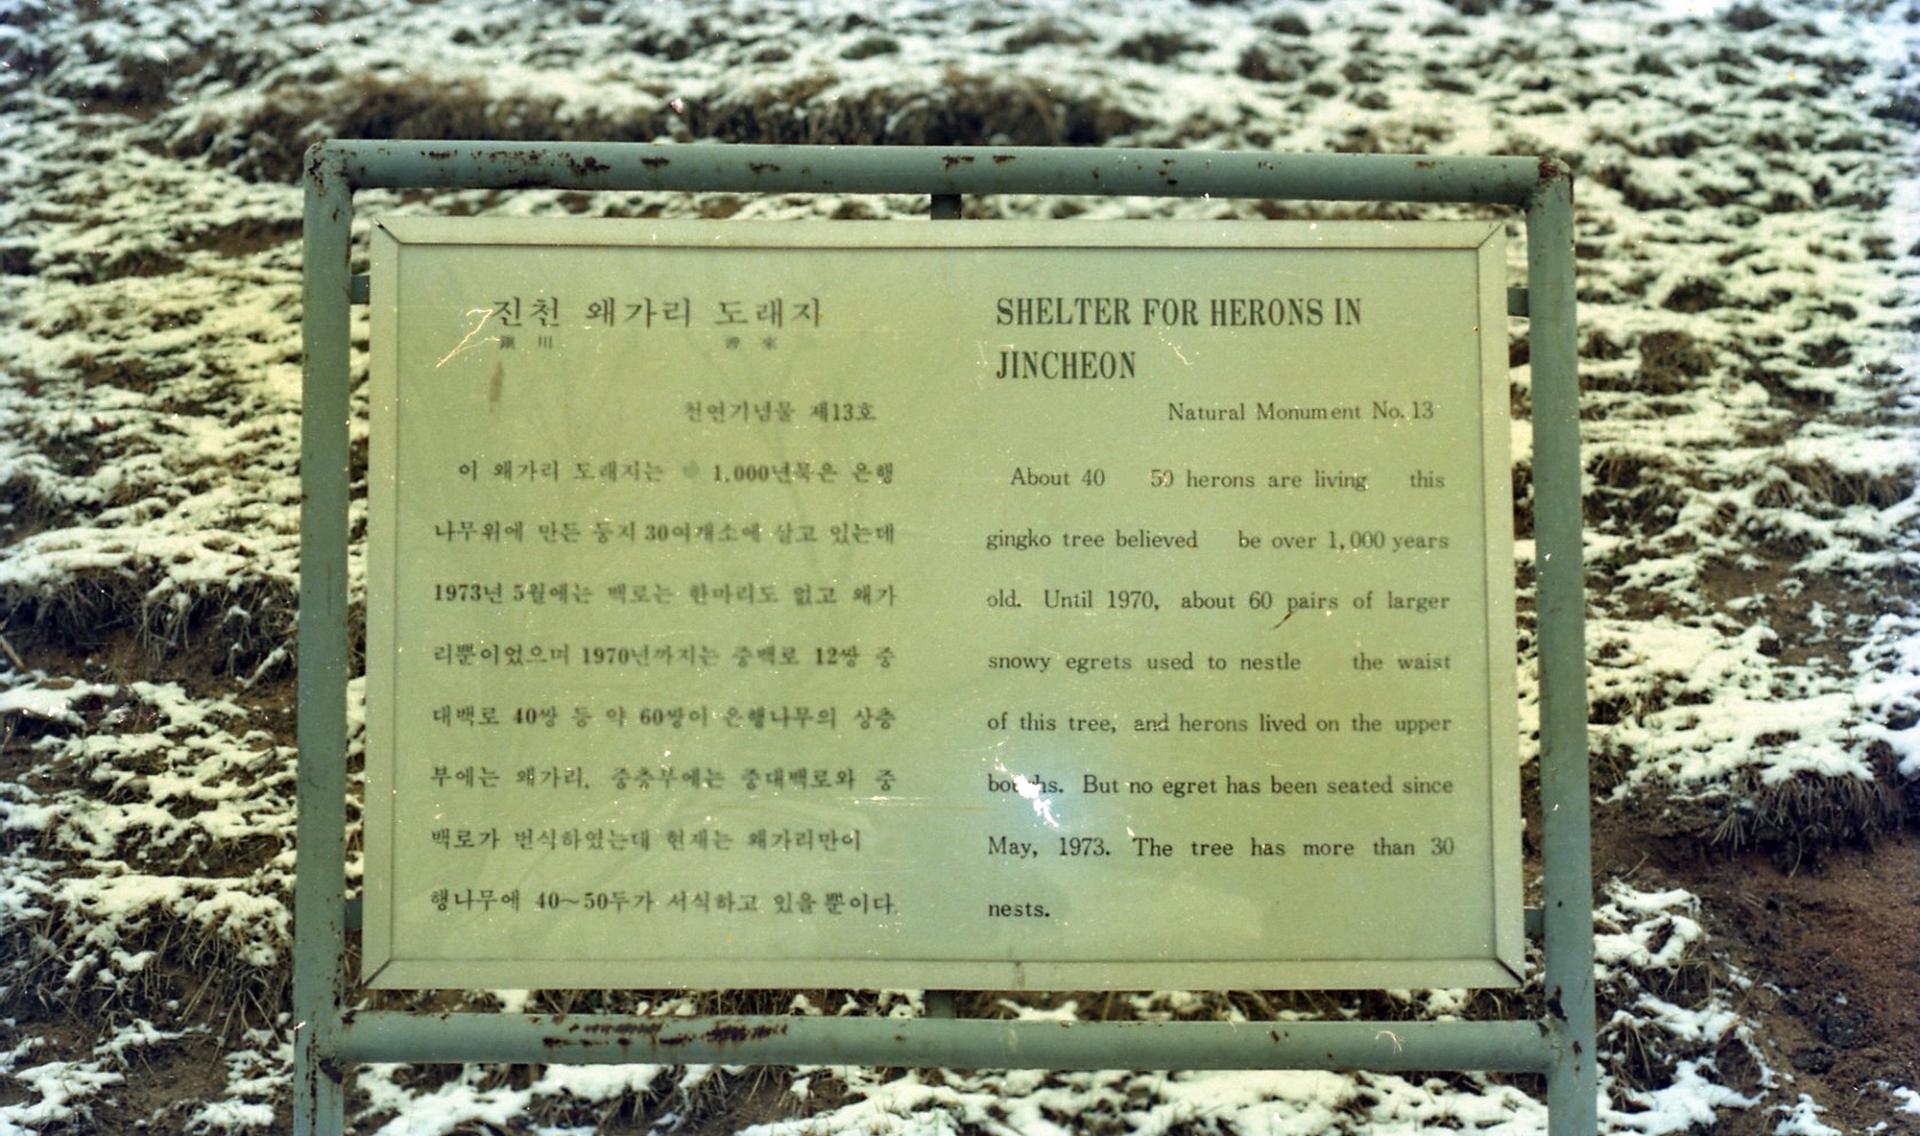 진천 왜가리 도래지
鎭川 渡來
천연기념물 제13호
이 왜가리 도래지는 1,000년묵은 은행
나무위에 만든 둥지 30여개소에 살고 있는데
1973년 5월에는 백로는 한마리도 없고 왜가
리뿐이었으며 1970년까지는 중백로 12쌍 중
대백로 40쌍 등 약 60쌍이 은행나무의 상층
부에는 왜가리, 중층부에는 중대백로와 중
백로가 번식하였는데 현재는 왜가리만이
행나무에 40~50두가 서식하고 있을 뿐이다.
SHELTER FOR HERONS IN
JINCHEON
Natural Monument No. 13
About 40 50 herons are living this
gingko tree believed be over 1,000 years
old. Until 1970, about 60 pairs of larger
snowy egrets used to nestle the waist
of this tree, and herons lived on the upper
But no egret has been seated since
May, 1973. The tree has more than 30
nests.